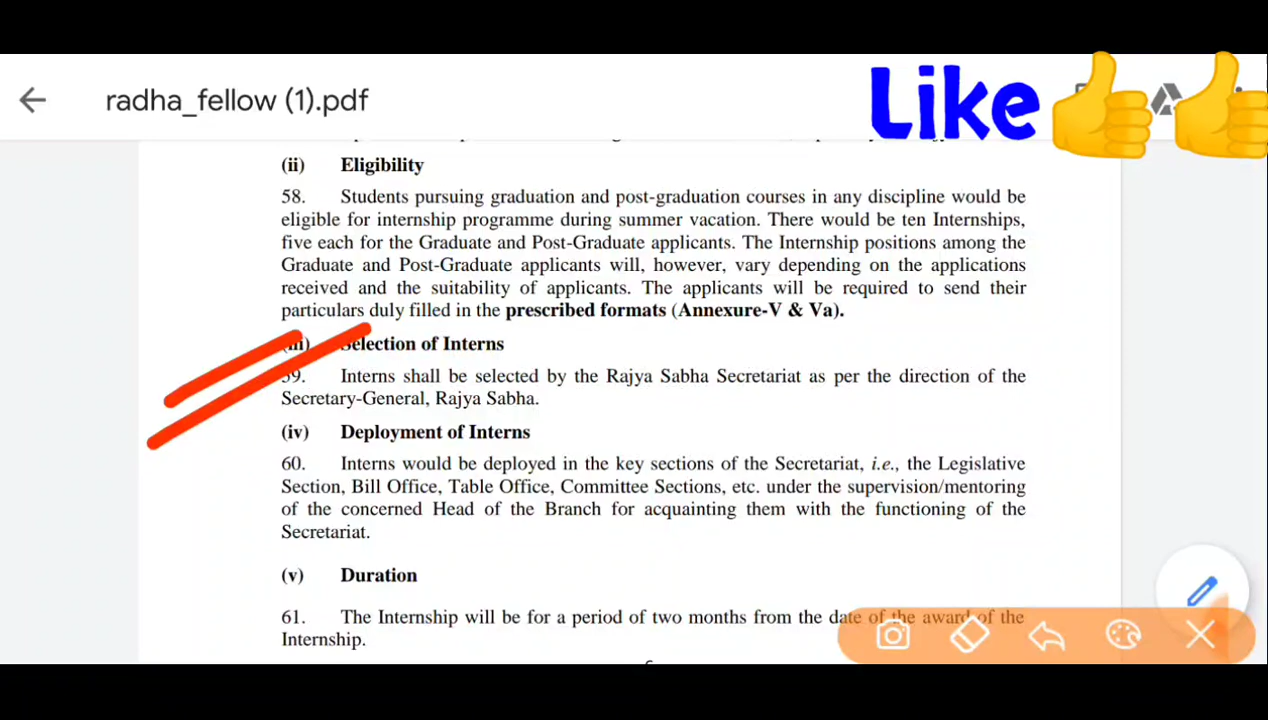 Like
radha_fellow (1).pdf
(ii) Eligibility
58. Students pursuing graduation and post-graduation courses in any discipline would be
eligible for internship programme during summer vacation. There would be ten Internships,
five each for the Graduate and Post-Graduate applicants. The Internship positions among the
Graduate and Post-Graduate applicants will, however, vary depending on the applications
received and the suitability of applicants. The applicants will be required to send their
particulars duly filled in the prescribed formats (Annexure-V & Va).
(iii) Selection of Interns
59. Interns shall be selected by the Rajya Sabha Secretariat as per the direction of the
Secretary-General, Rajya Sabha.
(iv) Deployment of Interns
60. Interns would be deployed in the key sections of the Secretariat, i.e., the Legislative
Section, Bill Office, Table Office, Committee Sections, etc. under the supervision/mentoring
of the concerned Head of the Branch for acquainting them with the functioning of the
Secretariat.
(v) Duration
61. The Internship will be for a period of two months from the date of the award of the
Internship.